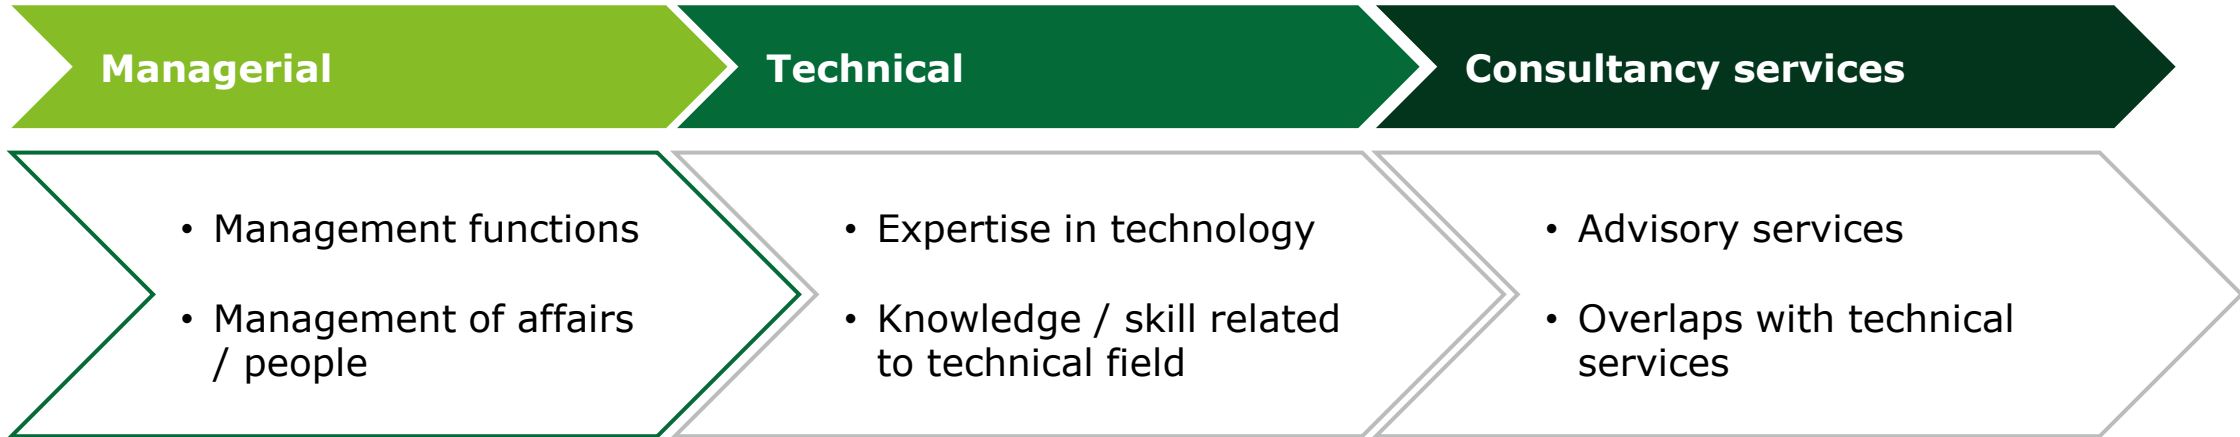 Managerial
Technical
Consultancy services
• Management functions
• Management of affairs
/ people
• Expertise in technology
• Knowledge / skill related
to technical field
• Advisory services
• Overlaps with technical
services